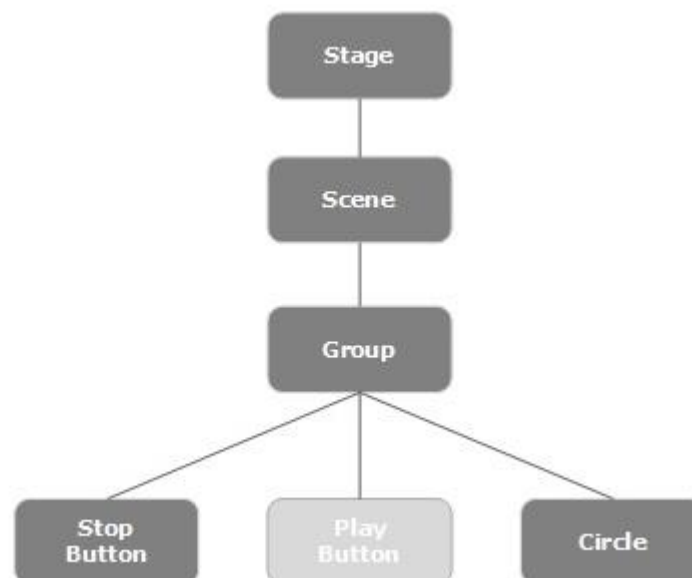 Stage
Scene
Group
Stop
Button
Play
Button
Circle